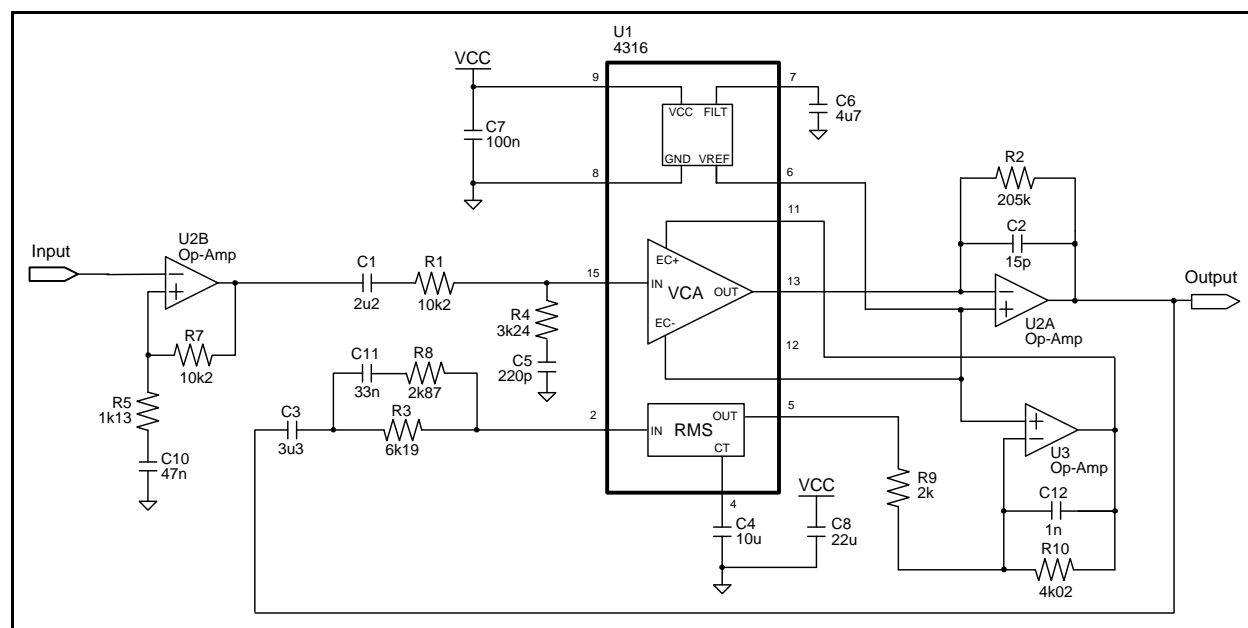 U1
4316
VCC
9
7
VCC
FILT
C6
4u7
C7
100n
GND
VREF
8
6
R2
205k
11
C2
15p
Input
U2B
Op-Amp
EC+
C1
2u2
R1
10k2
15
IN
VCA
OUT
13
Output
R4
3k24
EC-
U2A
Op-Amp
12
R7
10k2
C11
33n
R8
2k87
C5
220p
R5
1k13
C3
3u3
R3
6k19
2
IN
RMS
OUT
5
CT
U3
Op-Amp
C10
47n
R9
2k
VCC
4
C12
1n
C4
10u
C8
22u
R10
4k02